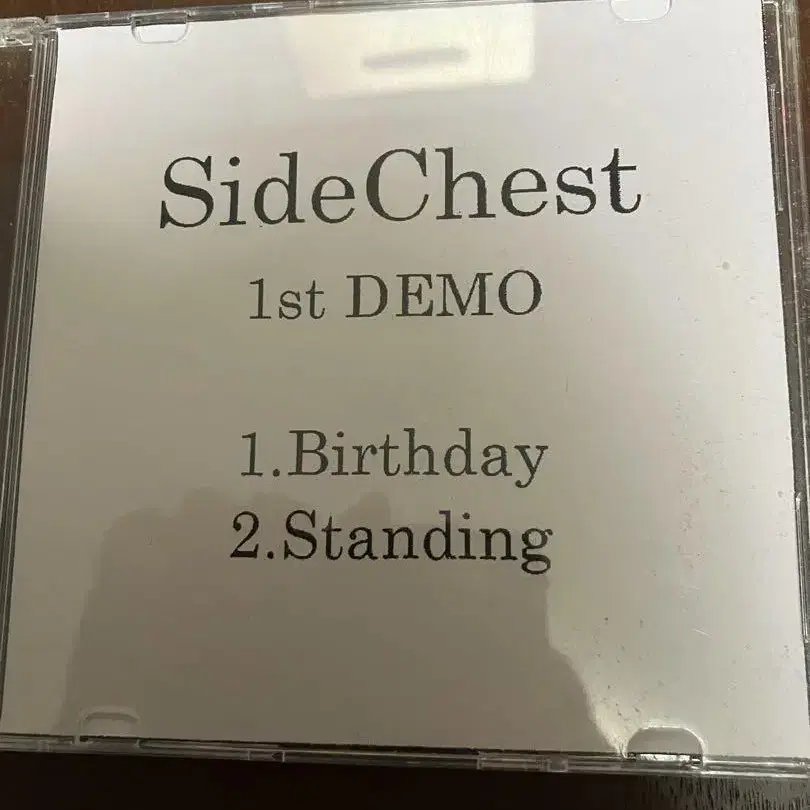 SideChest
1st DEMO
1.Birthday
2.Standing